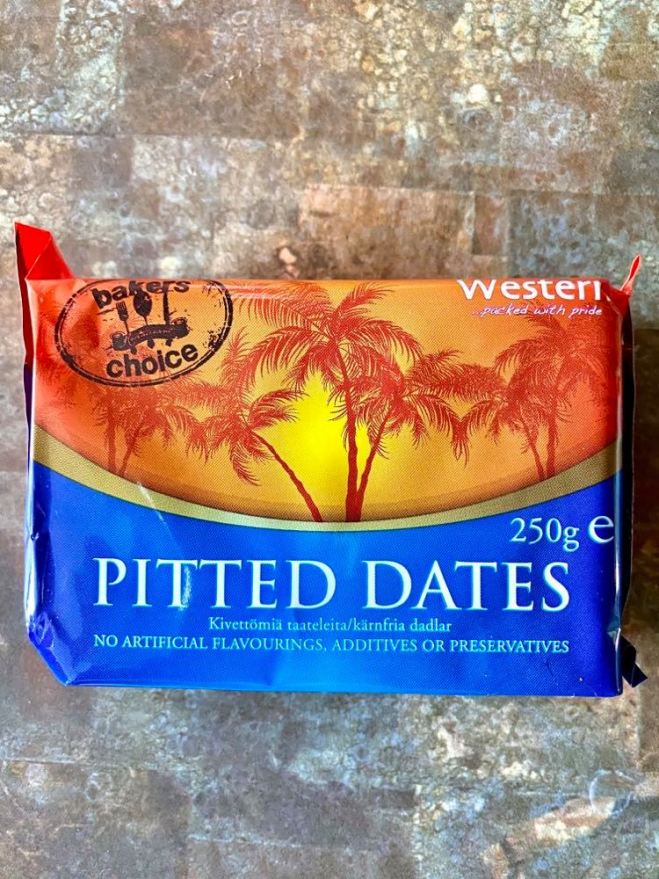 bakers
choice
Western
...packed with pride
250g e
PITTED DATES
Kivettömiä taateleita/kärnfria dadlar
NO ARTIFICIAL FLAVOURINGS, ADDITIVES OR PRESERVATIVES